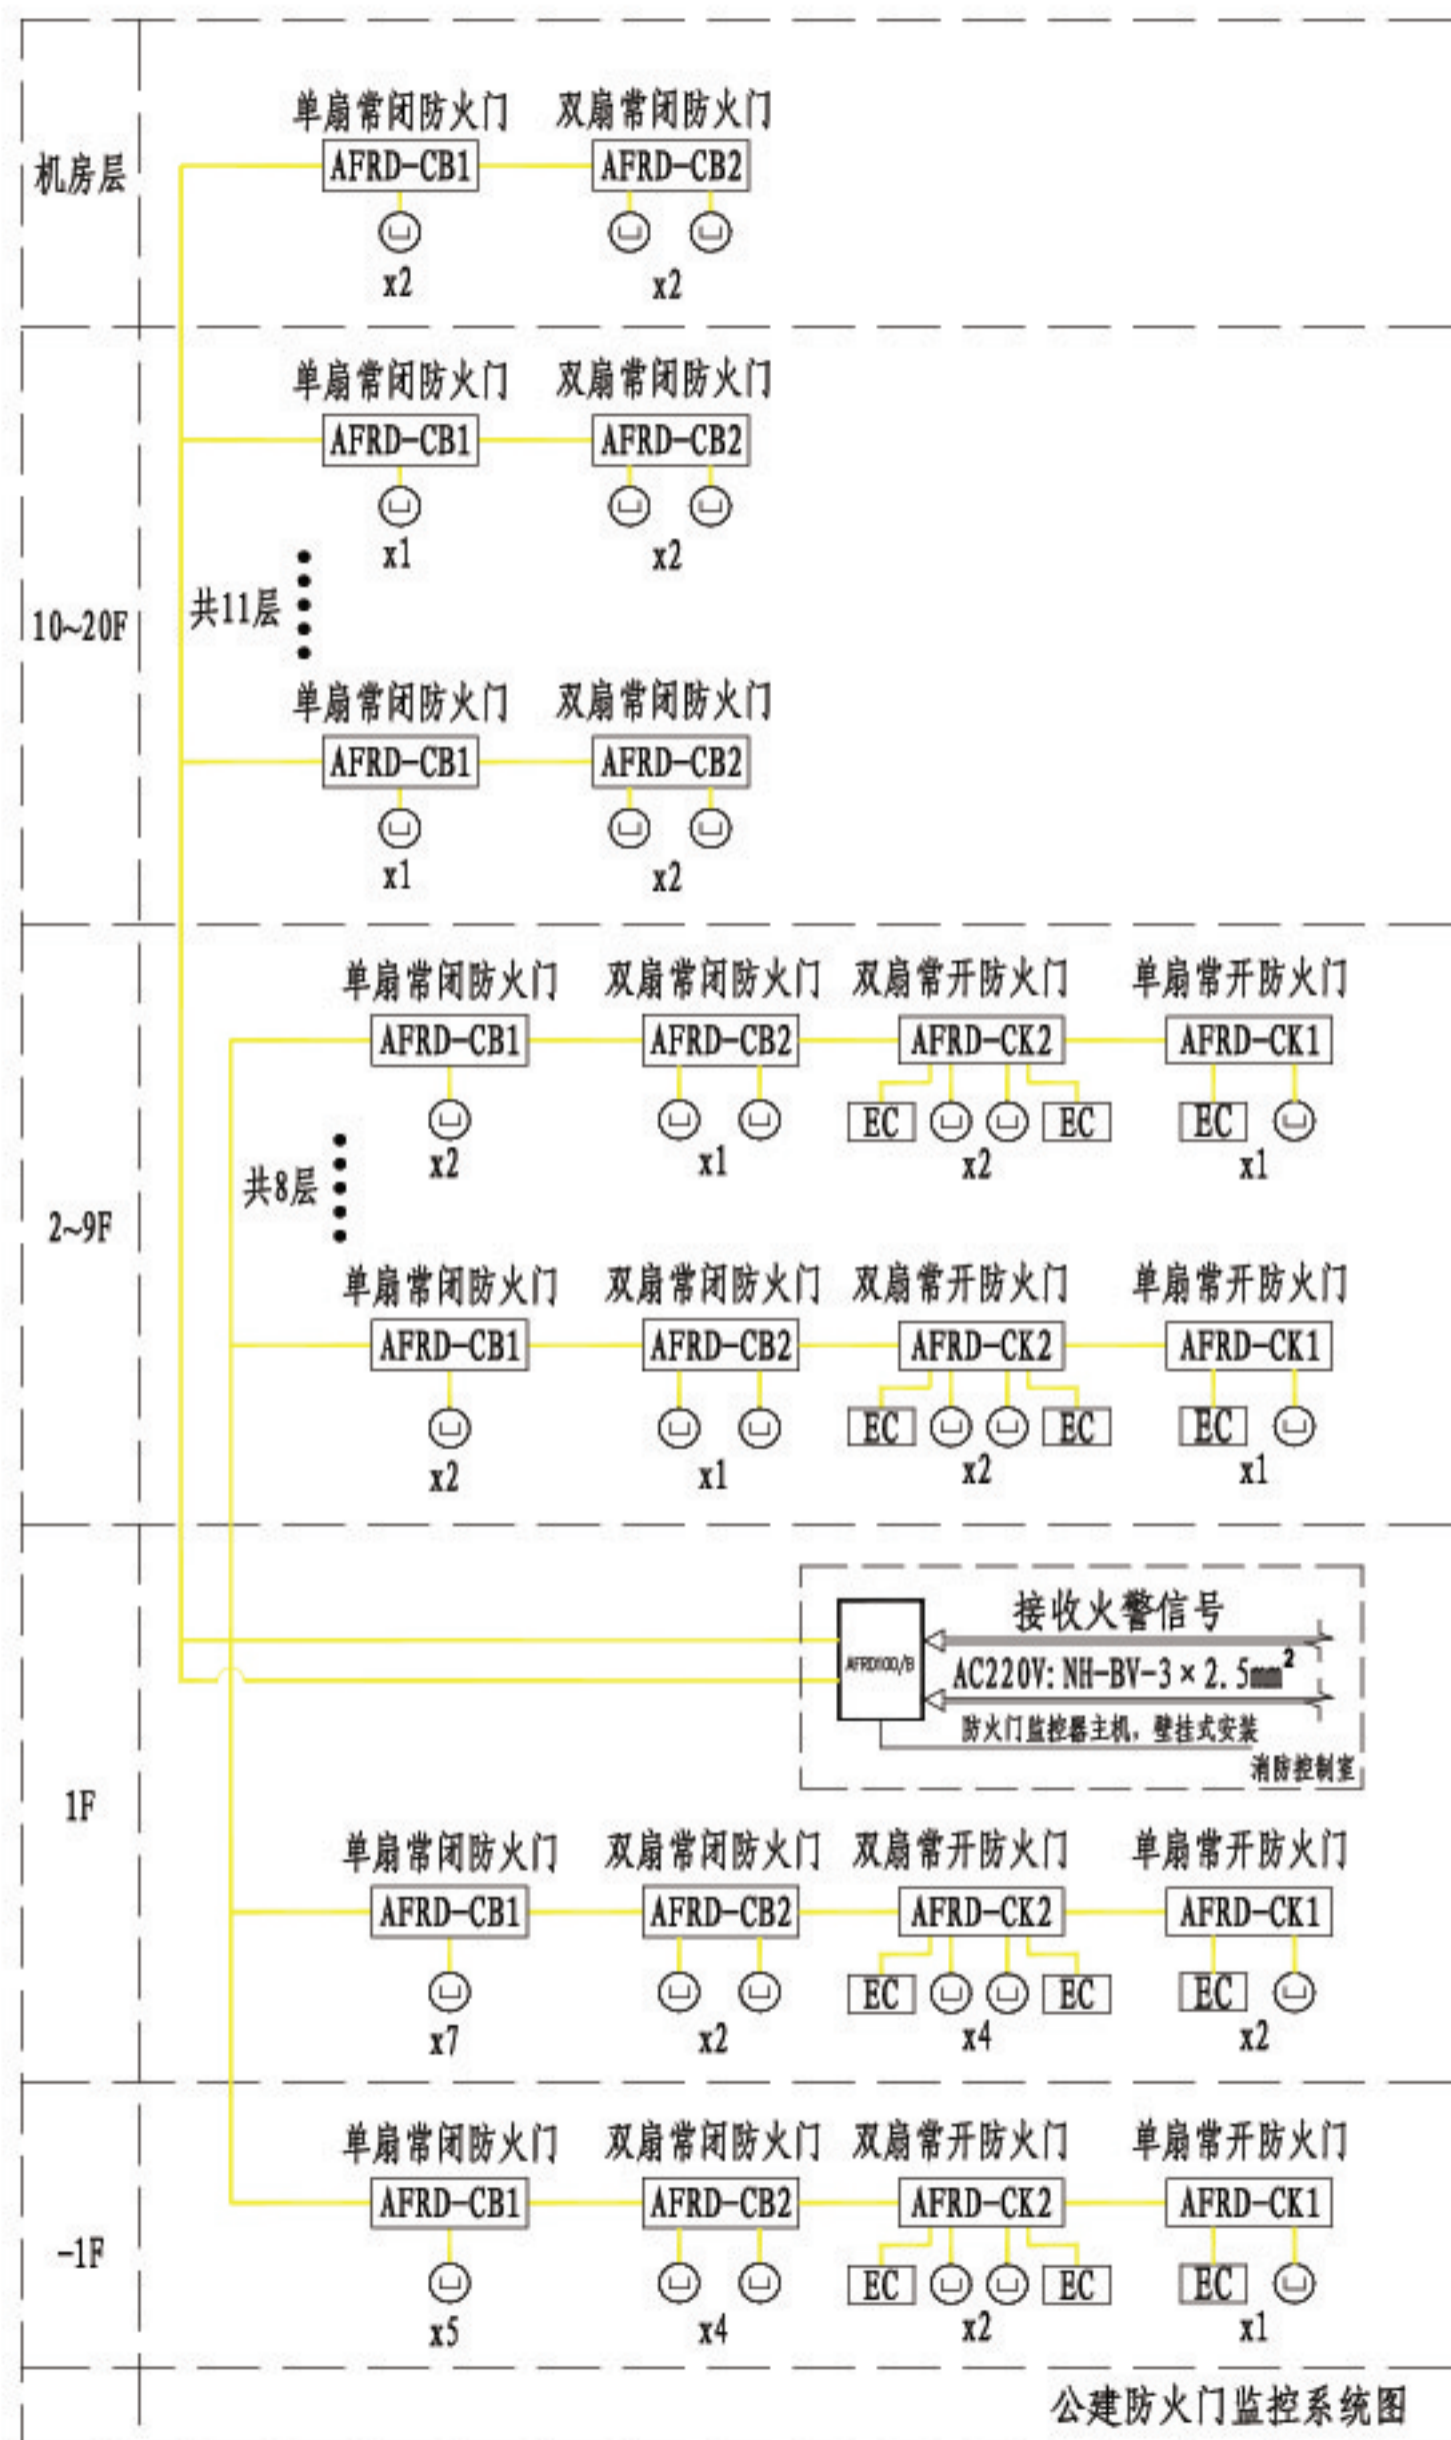 机房层
单扇常闭防火门 双扇常闭防火门
AFRD-CB1 AFRD-CB2
x2 x2
10~20F
单扇常闭防火门 双扇常闭防火门
AFRD-CB1 AFRD-CB2
x1 x2
共11层
单扇常闭防火门 双扇常闭防火门
AFRD-CB1 AFRD-CB2
x1 x2
2~9F
单扇常闭防火门 双扇常闭防火门 双扇常开防火门 单扇常开防火门
AFRD-CB1 AFRD-CB2 AFRD-CK2 AFRD-CK1
EC EC EC
x2 x1 x2 x1
共8层
单扇常闭防火门 双扇常闭防火门 双扇常开防火门 单扇常开防火门
AFRD-CB1 AFRD-CB2 AFRD-CK2 AFRD-CK1
EC EC EC
x2 x1 x2 x1
1F
接收火警信号
AFRD100/B
AC220V:NH-BV-3×2.5mm²
防火门监控器主机，壁挂式安装
消防控制室
单扇常闭防火门 双扇常闭防火门 双扇常开防火门 单扇常开防火门
AFRD-CB1 AFRD-CB2 AFRD-CK2 AFRD-CK1
EC EC EC
x7 x2 x4 x2
-1F
单扇常闭防火门 双扇常闭防火门 双扇常开防火门 单扇常开防火门
AFRD-CB1 AFRD-CB2 AFRD-CK2 AFRD-CK1
EC EC EC
x5 x4 x2 x1
公建防火门监控系统图